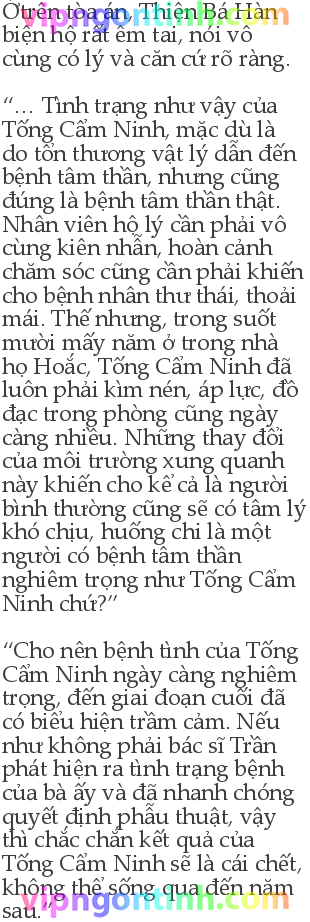 Ở trên tòa án, Thiện Bá Hàn
biện hộ rất êm tai, nói vô
cùng có lý và căn cứ rõ ràng.
“... Tình trạng như vậy của
Tống Cẩm Ninh, mặc dù là
do tổn thương vật lý dẫn đến
bệnh tâm thần, nhưng cũng
đúng là bệnh tâm thần thật.
Nhân viên hộ lý cần phải vô
cùng kiên nhẫn, hoàn cảnh
chăm sóc cũng cần phải khiến
cho bệnh nhân thư thái, thoải
mái. Thế nhưng, trong suốt
mười mấy năm ở trong nhà
họ Hoắc, Tống Cẩm Ninh đã
luôn phải kìm nén, áp lực, đồ
đạc trong phòng cũng ngày
càng nhiều. Những thay đổi
của môi trường xung quanh
này khiến cho kể cả là người
bình thường cũng sẽ có tâm lý
khó chịu, huống chi là một
người có bệnh tâm thần
nghiêm trọng như Tống Cẩm
Ninh chứ?”
“Cho nên bệnh tình của Tống
Cẩm Ninh ngày càng nghiêm
trọng, đến giai đoạn cuối đã
có biểu hiện trầm cảm. Nếu
như không phải bác sĩ Trần
phát hiện ra tình trạng bệnh
của bà ấy và đã nhanh chóng
quyết định phẫu thuật, vậy
thì chắc chắn kết quả của
Tống Cẩm Ninh sẽ là cái chết,
không thể sống qua đến năm
sau.”
vipngontinh.com
vipngontinh.com